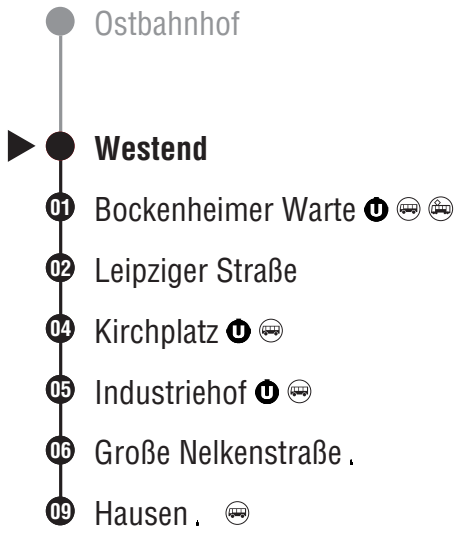 Ostbahnhof
Westend
01 Bockenheimer Warte U
02 Leipziger Straße
04 Kirchplatz U
05 Industriehof U
06 Große Nelkenstraße .
09 Hausen .